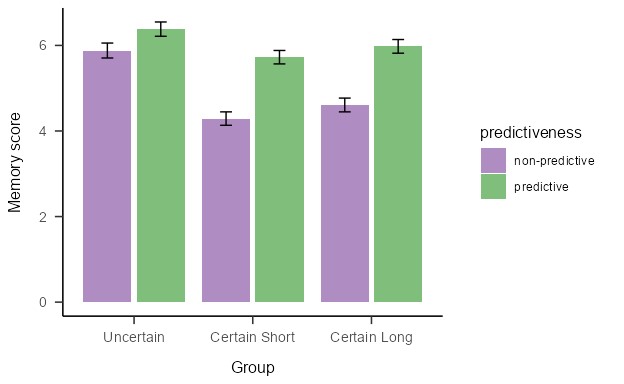 Memory score
6
4
2
0
Uncertain
Certain Short
Certain Long
Group
predictiveness
non-predictive
predictive